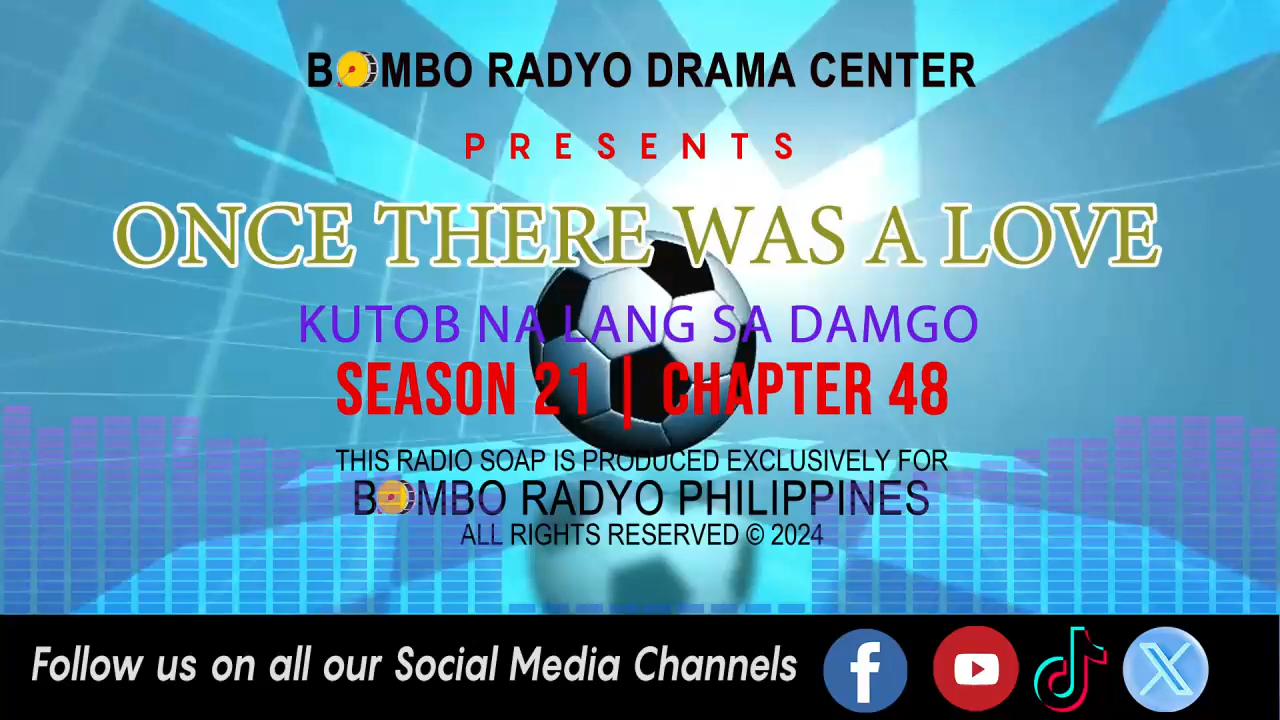 BOMBO RADYO DRAMA CENTER
PRESENTS
ONCE THERE WAS A LOVE
KUTOB NA LANG SA DAMGO
SEASON 21 | CHAPTER 48
THIS RADIO SOAP IS PRODUCED EXCLUSIVELY FOR
BOMBO RADYO PHILIPPINES
ALL RIGHTS RESERVED © 2024
Follow us on all our Social Media Channels